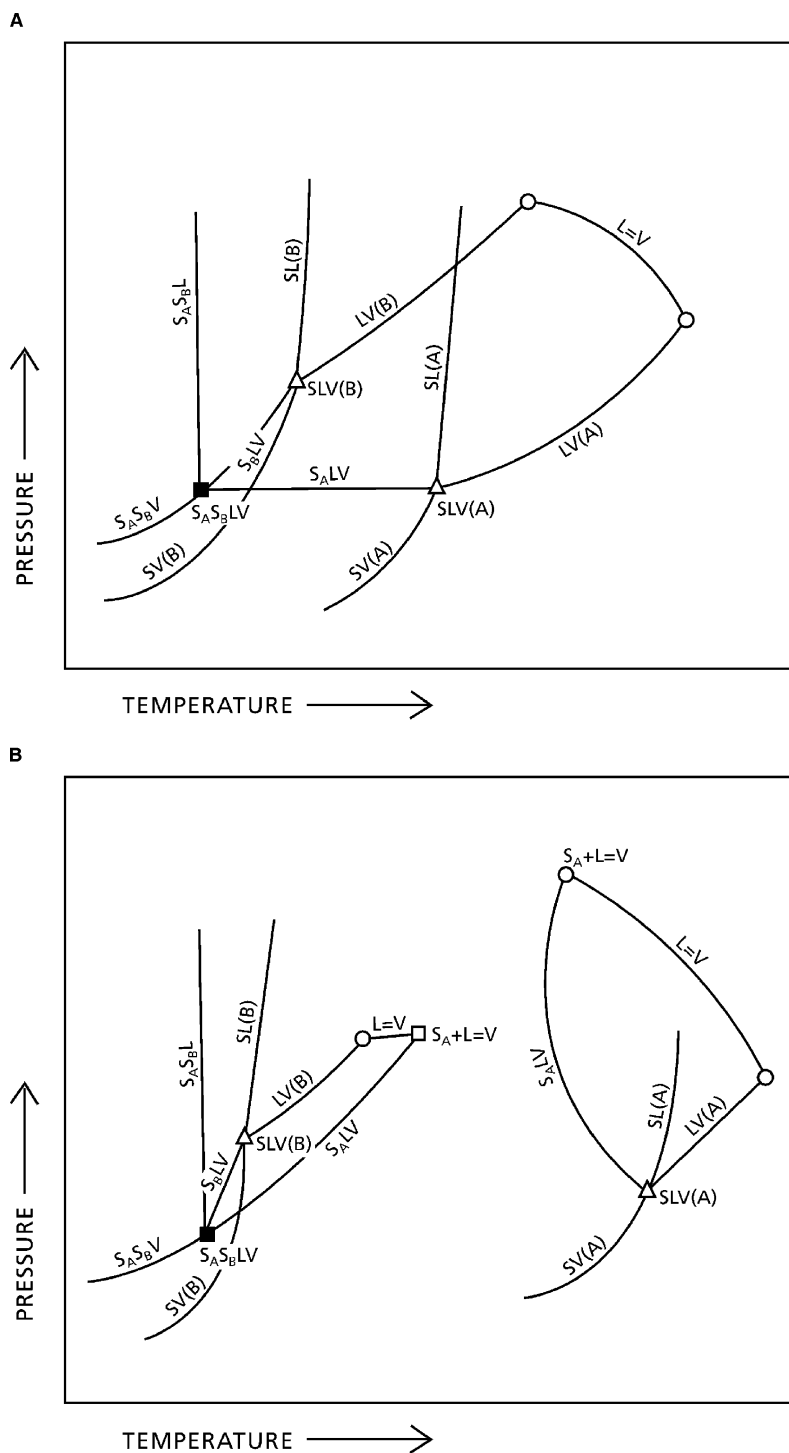 A
S_AS_BL
SL(B)
LV(B)
L=V
SL(A)
SLV(B)
S_BLV
LV(A)
S_ALV
S_AS_BV
S_AS_BLV
SLV(A)
SV(B)
SV(A)
PRESSURE
TEMPERATURE
B
S_A+L=V
L=V
SL(B)
L=V
S_A+L=V
S_AS_BL
LV(B)
S_ALV
SL(A)
LV(A)
SLV(B)
S_ALV
S_BLV
SLV(A)
S_AS_BV
S_AS_BLV
SV(A)
SV(B)
PRESSURE
TEMPERATURE